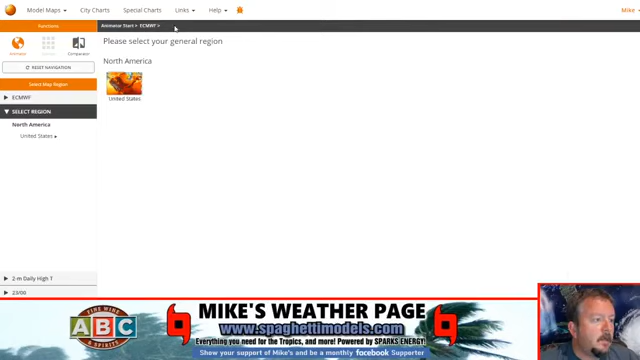 Model Maps City Charts Special Charts Links Help Mike
Functions
Animator Start > ECMWF >
Please select your general region
Animator Comparator
RESET NAVIGATION
Select Map Region
North America
United States
ECMWF
SELECT REGION
North America
United States
2-m Daily High T
23/06
FINE WINE
ABC
& SPIRITS
MIKE'S WEATHER PAGE
www.spaghettimodels.com
Everything you need for the Tropics, and more! Powered by SPARKS ENERGY!
Show your support of Mike's and be a monthly facebook Supporter